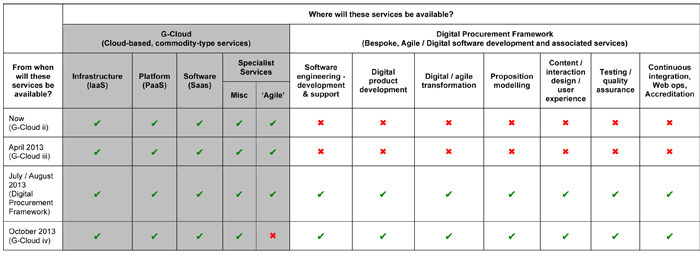 Where will these services be available?
G-Cloud
(Cloud-based, commodity-type services)
Digital Procurement Framework
(Bespoke, Agile / Digital software development and associated services)
From when
will these
services be
available?
Infrastructure
(IaaS)
Platform
(PaaS)
Software
(Saas)
Specialist
Services
Misc
‘Agile’
Software
engineering -
development
& support
Digital
product
development
Digital / agile
transformation
Proposition
modelling
Content /
interaction
design /
user
experience
Testing /
quality
assurance
Continuous
integration,
Web ops,
Accreditation
Now
(G-Cloud ii)
✔ ✔ ✔ ✔ ✔ ✖ ✖ ✖ ✖ ✖ ✖ ✖
April 2013
(G-Cloud iii)
✔ ✔ ✔ ✔ ✔ ✖ ✖ ✖ ✖ ✖ ✖ ✖
July / August
2013
(Digital
Procurement
Framework)
✔ ✔ ✔ ✔ ✔ ✔ ✔ ✔ ✔ ✔ ✔ ✔
October 2013
(G-Cloud iv)
✔ ✔ ✔ ✔ ✖ ✔ ✔ ✔ ✔ ✔ ✔ ✔